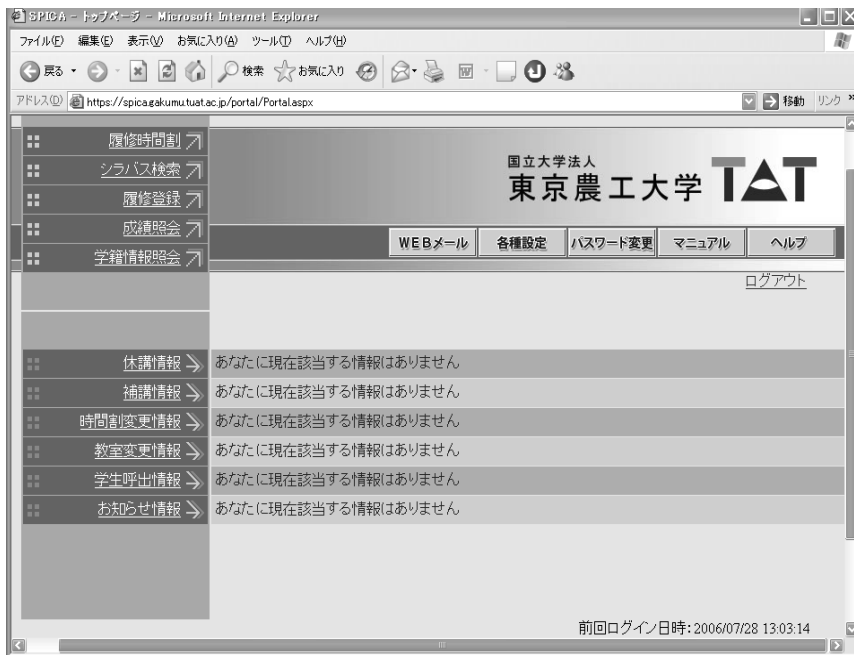 SPICA - トップページ - Microsoft Internet Explorer
ファイル(F) 編集(E) 表示(V) お気に入り(A) ツール(T) ヘルプ(H)
戻る 検索 お気に入り
アドレス(D) https://spica.gakumu.tuat.ac.jp/portal/Portal.aspx 移動 リンク »
履修時間割
シラバス検索
履修登録
成績照会
学籍情報照会
国立大学法人
東京農工大学 TAT
WEBメール 各種設定 パスワード変更 マニュアル ヘルプ
ログアウト
休講情報 あなたに現在該当する情報はありません
補講情報 あなたに現在該当する情報はありません
時間割変更情報 あなたに現在該当する情報はありません
教室変更情報 あなたに現在該当する情報はありません
学生呼出情報 あなたに現在該当する情報はありません
お知らせ情報 あなたに現在該当する情報はありません
前回ログイン日時: 2006/07/28 13:03:14